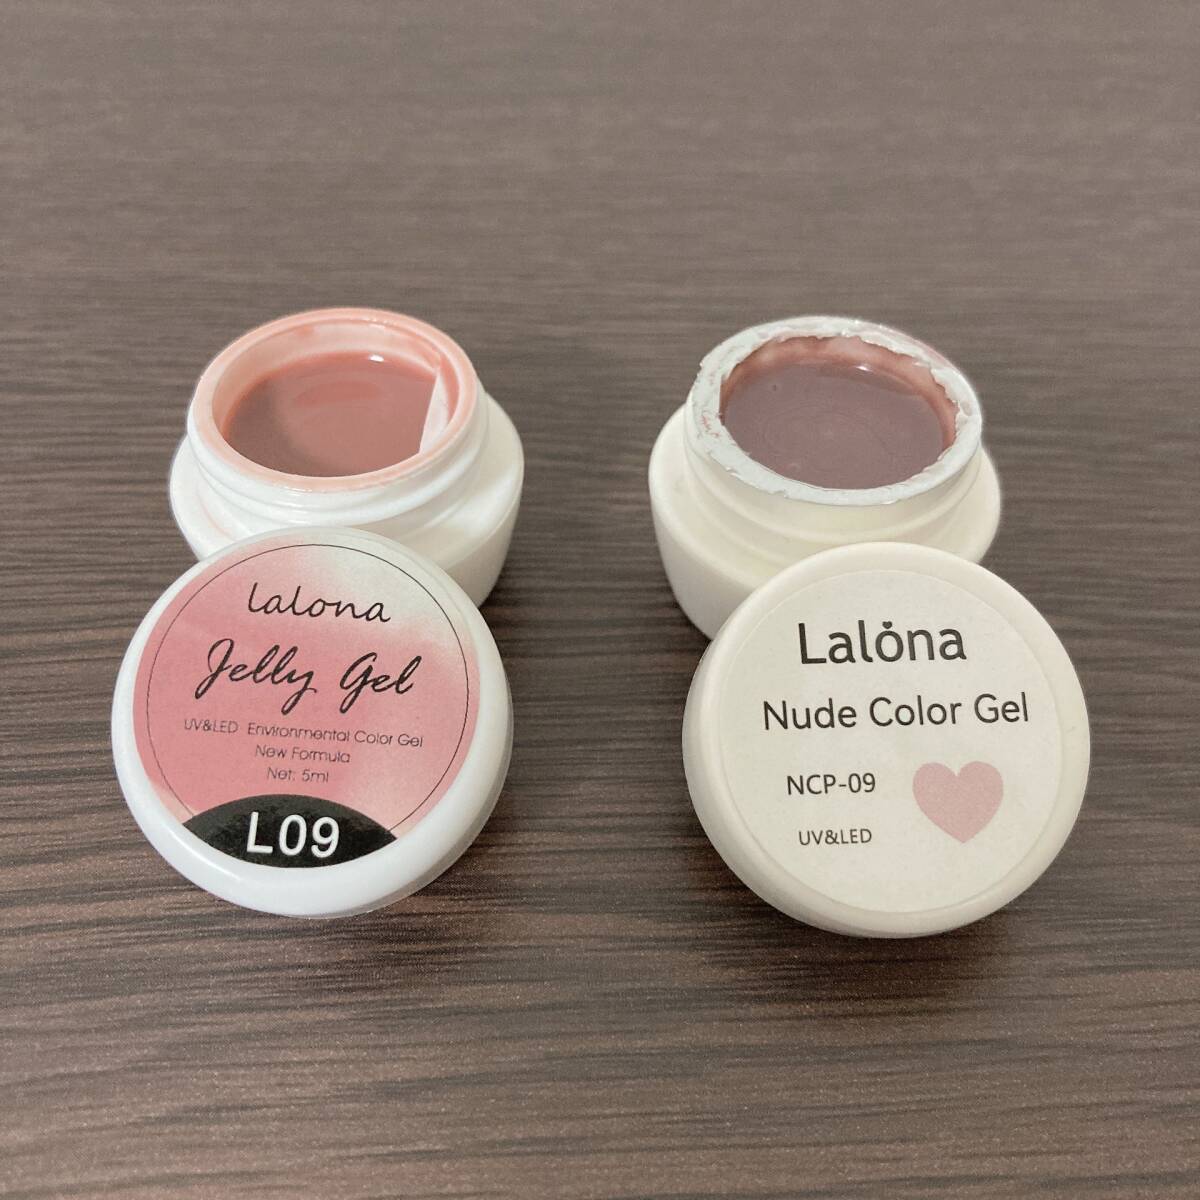 lalona
Jelly Gel
UV&LED Environmental Color Gel
New Formula
Net: 5ml
L09
Lalona
Nude Color Gel
NCP-09
UV&LED